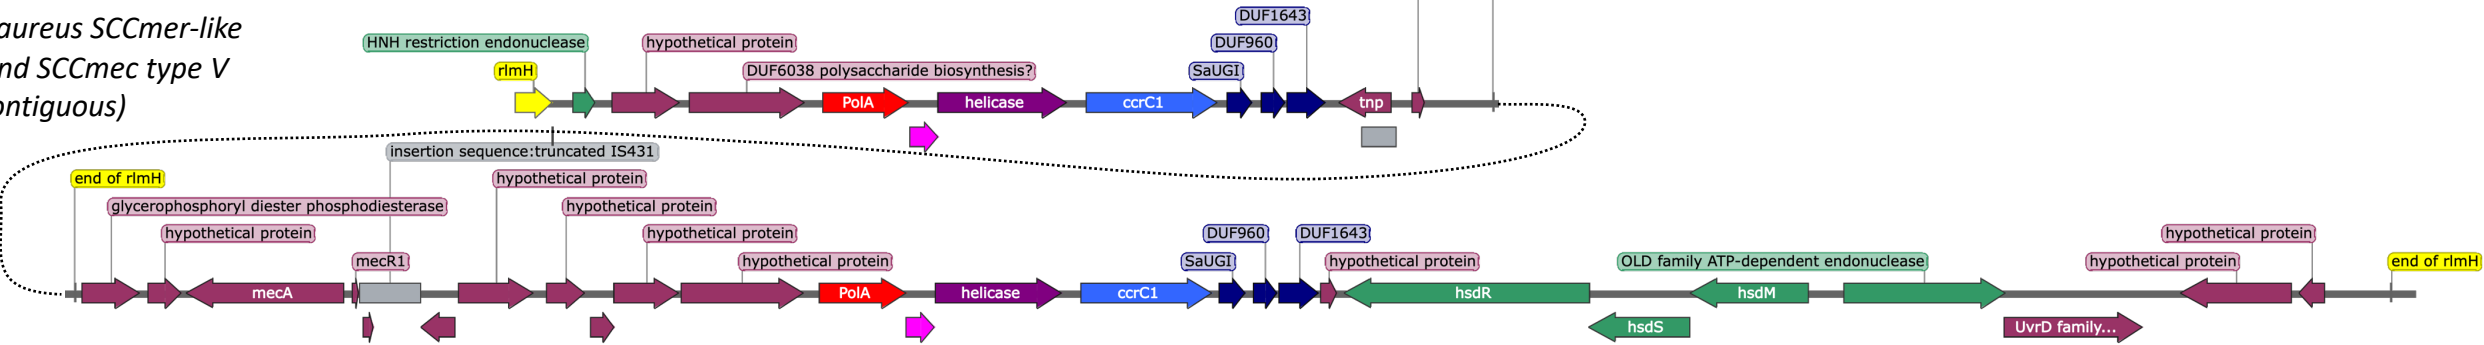 aureus SCCmer-like
nd SCCmec type V
ontiguous)
DUF1643
HNH restriction endonuclease
hypothetical protein
DUF960
rlmH
DUF6038 polysaccharide biosynthesis?
SaUGI
PolA
helicase
ccrC1
tnp
insertion sequence:truncated IS431
end of rlmH
hypothetical protein
glycerophosphoryl diester phosphodiesterase
hypothetical protein
hypothetical protein
hypothetical protein
DUF960
DUF1643
hypothetical protein
mecR1
hypothetical protein
SaUGI
hypothetical protein
OLD family ATP-dependent endonuclease
hypothetical protein
end of rlmH
mecA
PolA
helicase
ccrC1
hsdR
hsdM
hsdS
UvrD family...